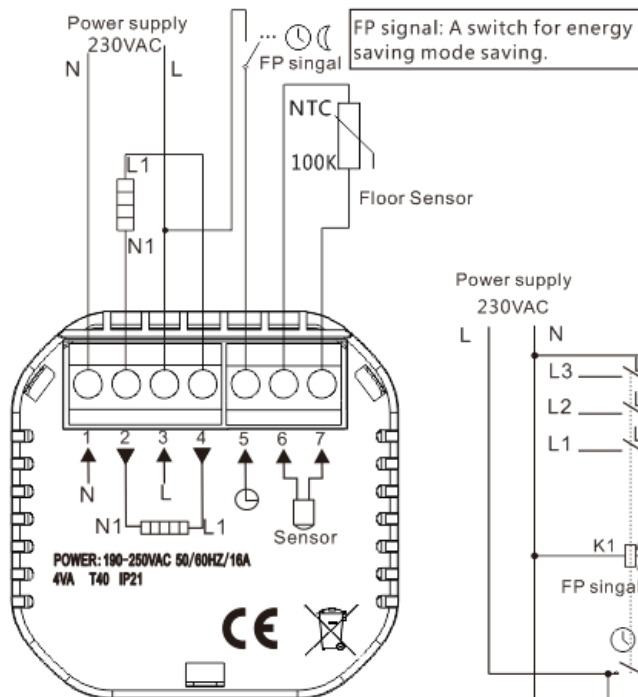 Power supply
230VAC
N
L
FP singal
FP signal: A switch for energy
saving mode saving.
NTC
100K
Floor Sensor
L1
N1
1 2 3 4 5 6 7
N
L
N1
L1
Sensor
POWER: 190-250VAC 50/60HZ/16A
4VA T40 IP21
CE
Power supply
230VAC
L
N
L3
L2
L1
K1
FP singal